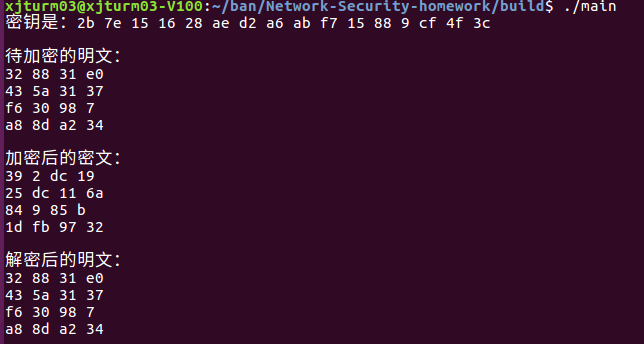 xjturm03@xjturm03-V100:~/ban/Network-Security-homework/build$ ./main
密钥是：2b 7e 15 16 28 ae d2 a6 ab f7 15 88 9 cf 4f 3c
待加密的明文：
32 88 31 e0
43 5a 31 37
f6 30 98 7
a8 8d a2 34
加密后的密文：
39 2 dc 19
25 dc 11 6a
84 9 85 b
1d fb 97 32
解密后的明文：
32 88 31 e0
43 5a 31 37
f6 30 98 7
a8 8d a2 34